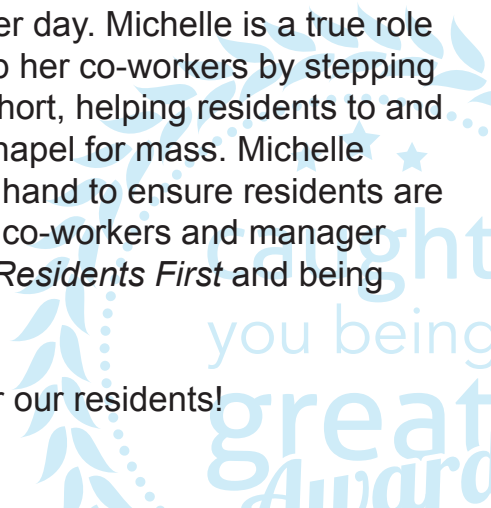 er day. Michelle is a true role
o her co-workers by stepping
hort, helping residents to and
hapel for mass. Michelle
hand to ensure residents are
co-workers and manager
Residents First and being
r our residents!
caught
you being
great
Award